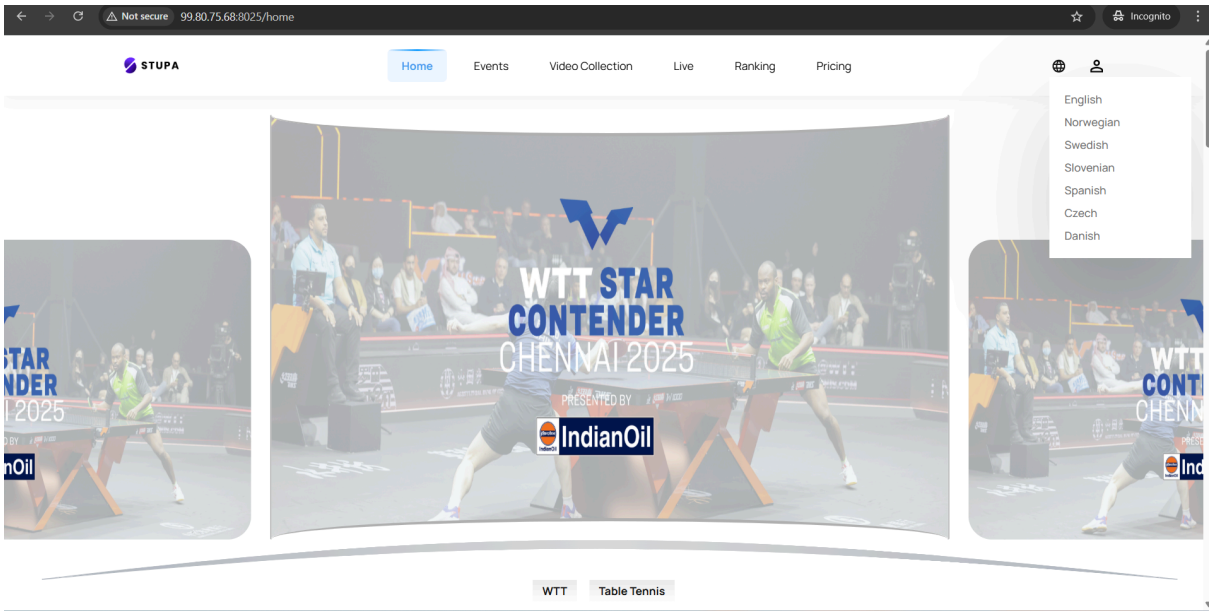 Not secure 99.80.75.68:8025/home Incognito
STUPA Home Events Video Collection Live Ranking Pricing
English
Norwegian
Swedish
Slovenian
Spanish
Czech
Danish
WTT STAR
CONTENDER
CHENNAI 2025
PRESENTED BY
IndianOil
STAR
NDER
I 2025
D BY
nOil
WTT
CONT
CHENN
PRESE
Ind
WTT Table Tennis